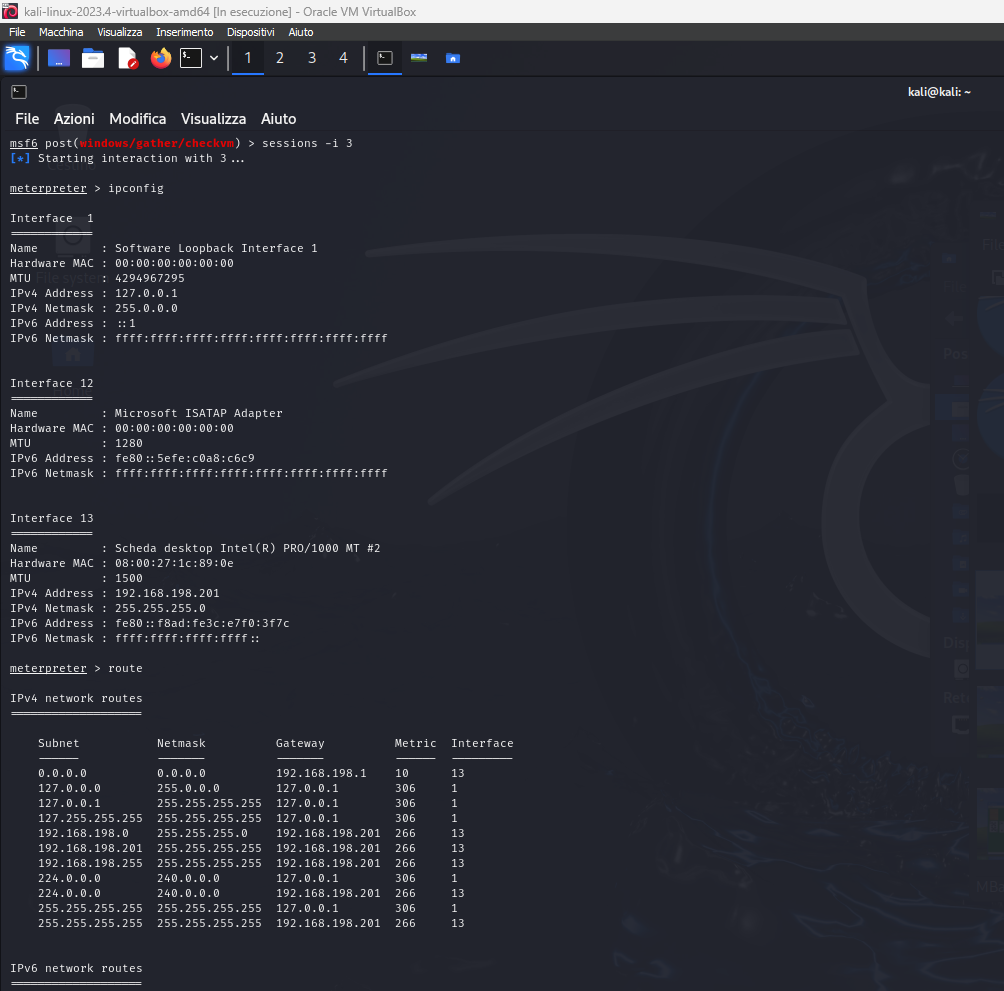 kali-linux-2023.4-virtualbox-amd64 [In esecuzione] - Oracle VM VirtualBox
File Macchina Visualizza Inserimento Dispositivi Aiuto
1 2 3 4
kali@kali: ~
File Azioni Modifica Visualizza Aiuto
msf6 post(windows/gather/checkvm) > sessions -i 3
[*] Starting interaction with 3...
meterpreter > ipconfig
Interface  1
============
Name         : Software Loopback Interface 1
Hardware MAC : 00:00:00:00:00:00
MTU          : 4294967295
IPv4 Address : 127.0.0.1
IPv4 Netmask : 255.0.0.0
IPv6 Address : ::1
IPv6 Netmask : ffff:ffff:ffff:ffff:ffff:ffff:ffff:ffff
Interface 12
============
Name         : Microsoft ISATAP Adapter
Hardware MAC : 00:00:00:00:00:00
MTU          : 1280
IPv6 Address : fe80::5efe:c0a8:c6c9
IPv6 Netmask : ffff:ffff:ffff:ffff:ffff:ffff:ffff:ffff
Interface 13
============
Name         : Scheda desktop Intel(R) PRO/1000 MT #2
Hardware MAC : 08:00:27:1c:89:0e
MTU          : 1500
IPv4 Address : 192.168.198.201
IPv4 Netmask : 255.255.255.0
IPv6 Address : fe80::f8ad:fe3c:e7f0:3f7c
IPv6 Netmask : ffff:ffff:ffff:ffff::
meterpreter > route
IPv4 network routes
===================
Subnet           Netmask          Gateway          Metric  Interface
------           -------          -------          ------  ---------
0.0.0.0          0.0.0.0          192.168.198.1    10      13
127.0.0.0        255.0.0.0        127.0.0.1        306     1
127.0.0.1        255.255.255.255  127.0.0.1        306     1
127.255.255.255  255.255.255.255  127.0.0.1        306     1
192.168.198.0    255.255.255.0    192.168.198.201  266     13
192.168.198.201  255.255.255.255  192.168.198.201  266     13
192.168.198.255  255.255.255.255  192.168.198.201  266     13
224.0.0.0        240.0.0.0        127.0.0.1        306     1
224.0.0.0        240.0.0.0        192.168.198.201  266     13
255.255.255.255  255.255.255.255  127.0.0.1        306     1
255.255.255.255  255.255.255.255  192.168.198.201  266     13
IPv6 network routes
===================